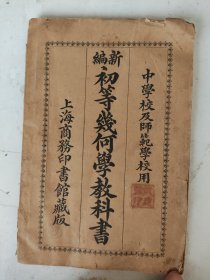 中學校及師範學校用
新編
初等幾何學教科書
上海商務印書館藏版